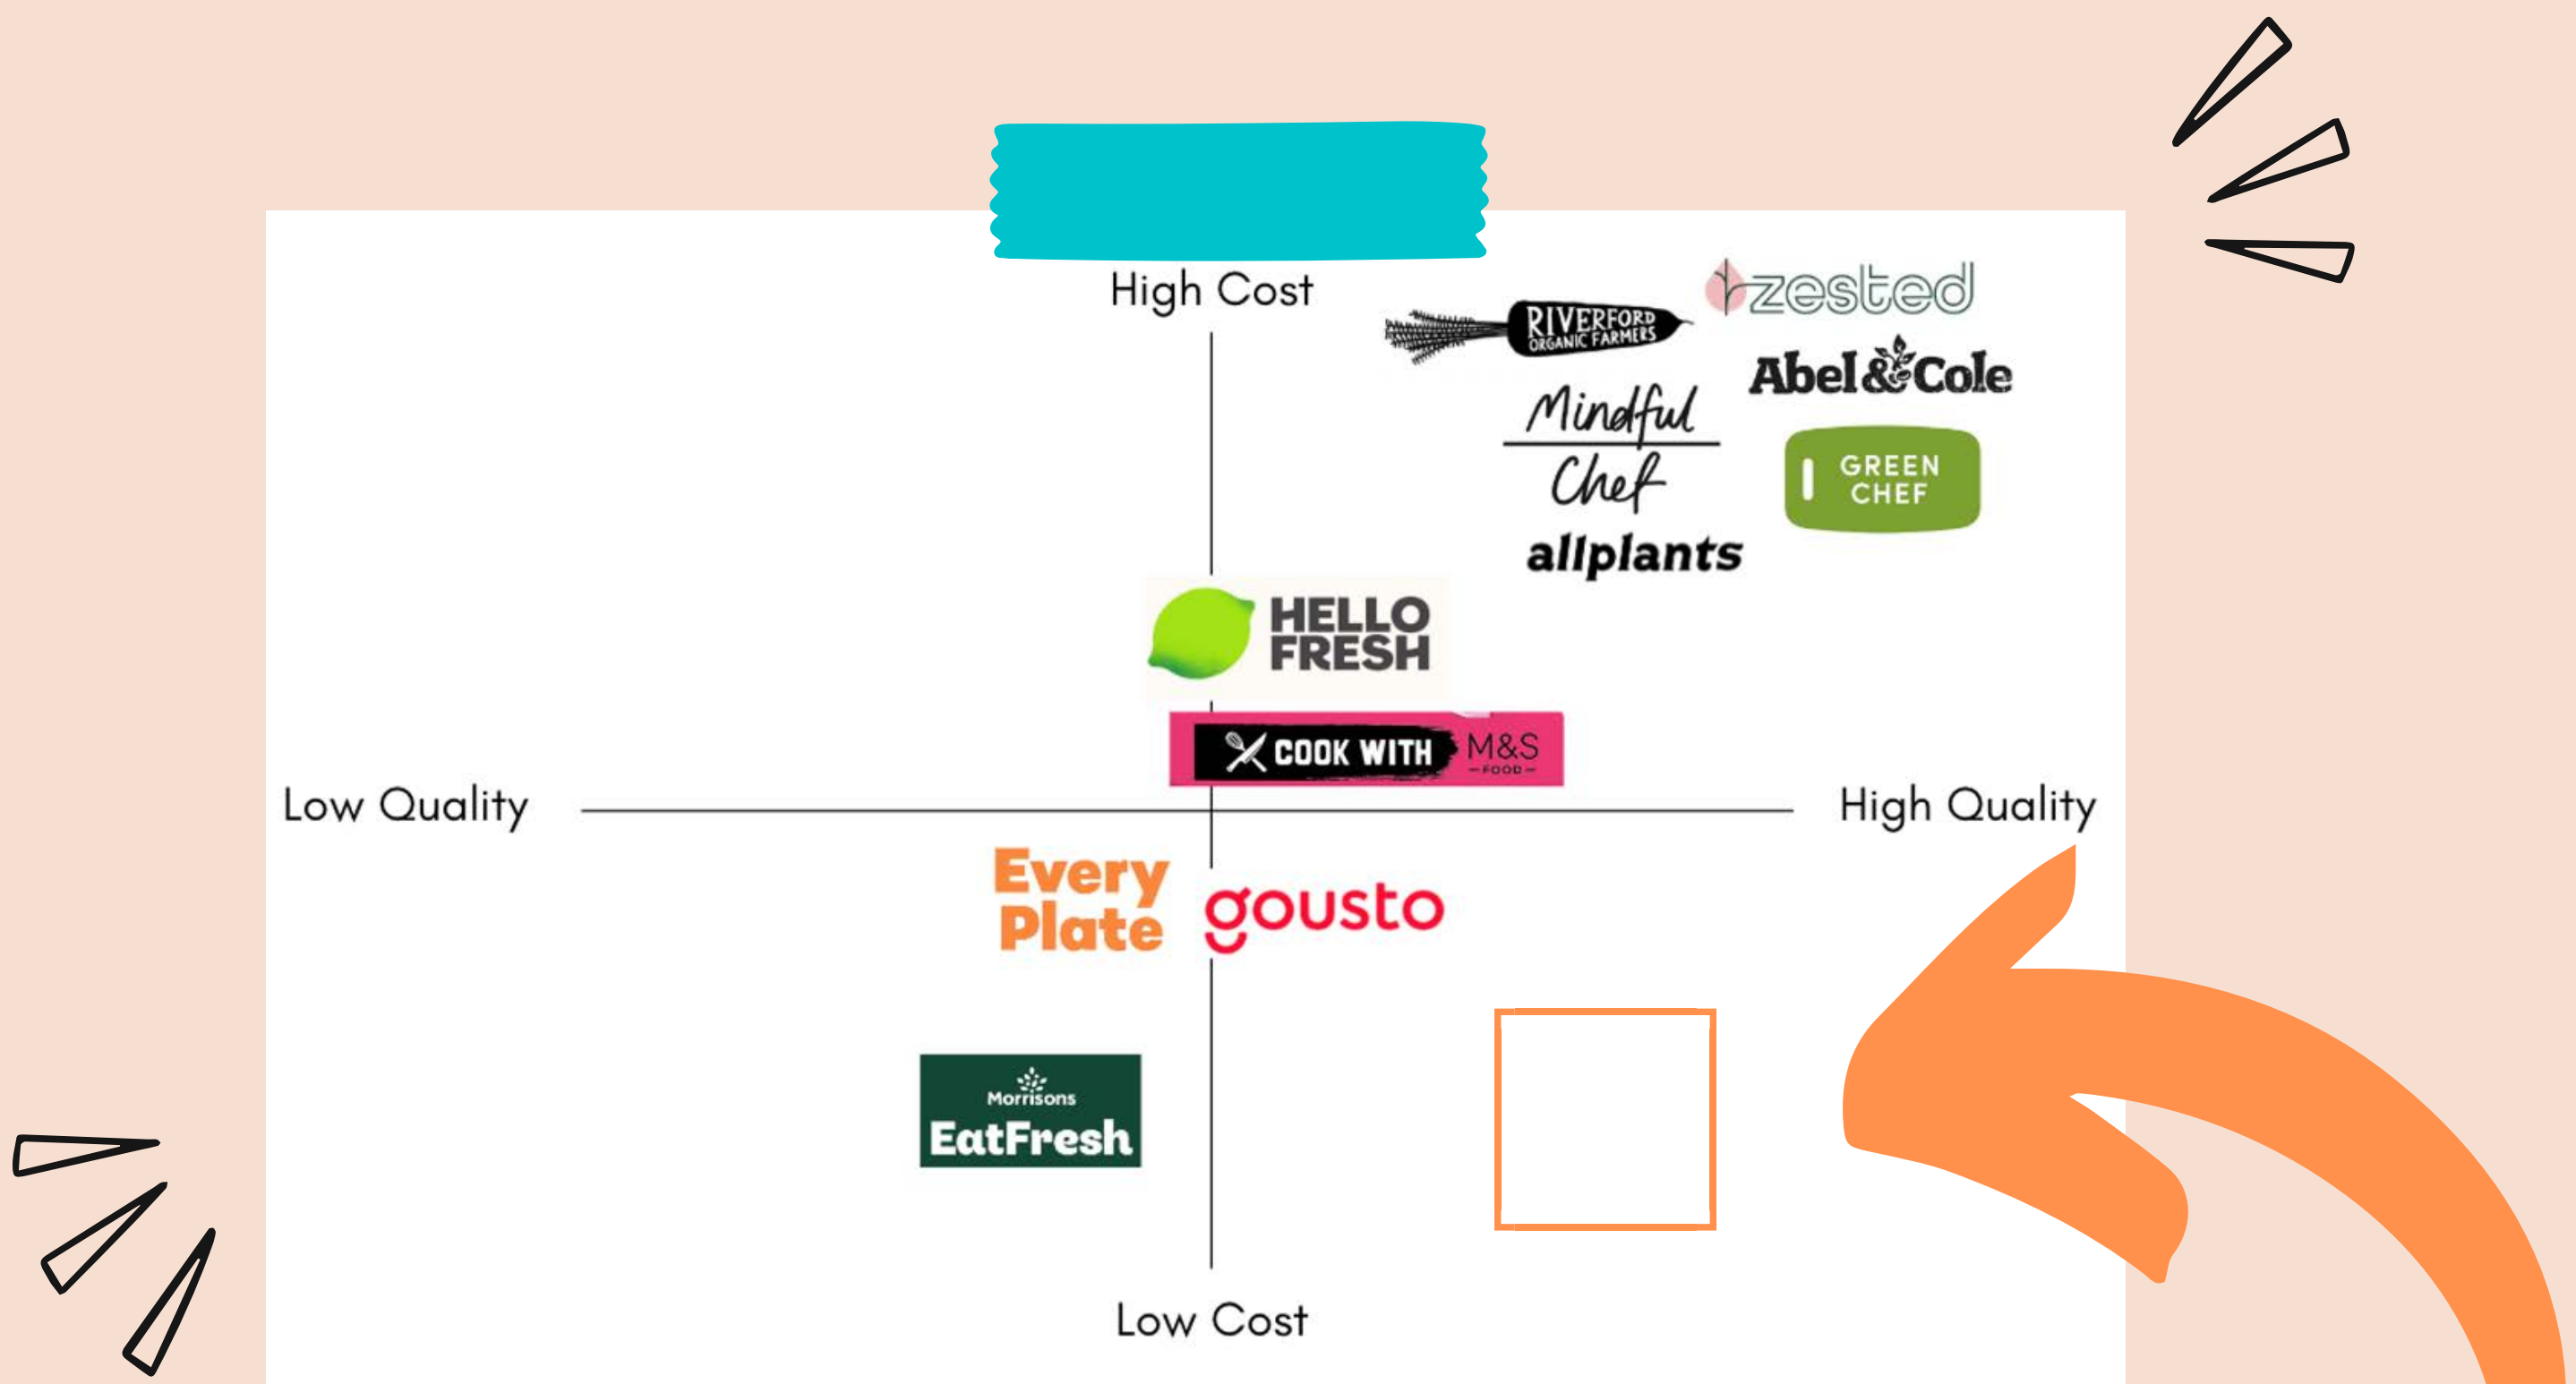 High Cost
zested
RIVERFORD
ORGANIC FARMERS
Abel&Cole
Mindful
Chef
GREEN
CHEF
allplants
HELLO
FRESH
COOK WITH M&S
FOOD
Low Quality
High Quality
Every
Plate
gousto
Morrisons
EatFresh
Low Cost